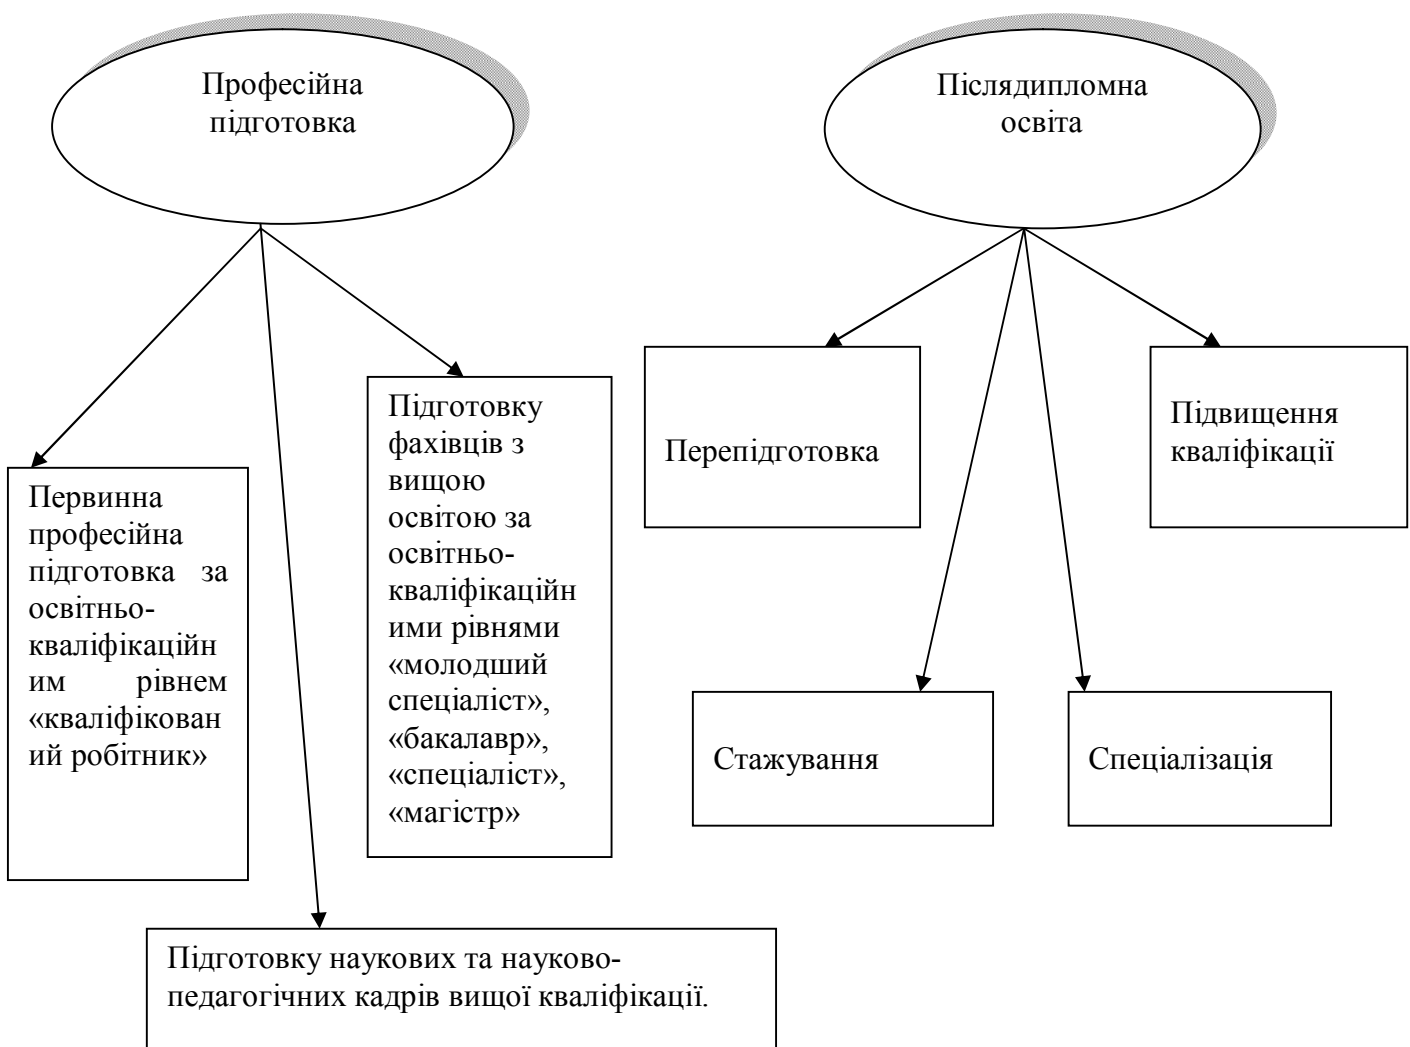 Професійна
підготовка
Післядипломна
освіта
Первинна
професійна
підготовка за
освітньо-
кваліфікаційн
им рівнем
«кваліфікован
ий робітник»
Підготовку
фахівців з
вищою
освітою за
освітньо-
кваліфікаційн
ими рівнями
«молодший
спеціаліст»,
«бакалавр»,
«спеціаліст»,
«магістр»
Перепідготовка
Підвищення
кваліфікації
Стажування
Спеціалізація
Підготовку наукових та науково-
педагогічних кадрів вищої кваліфікації.